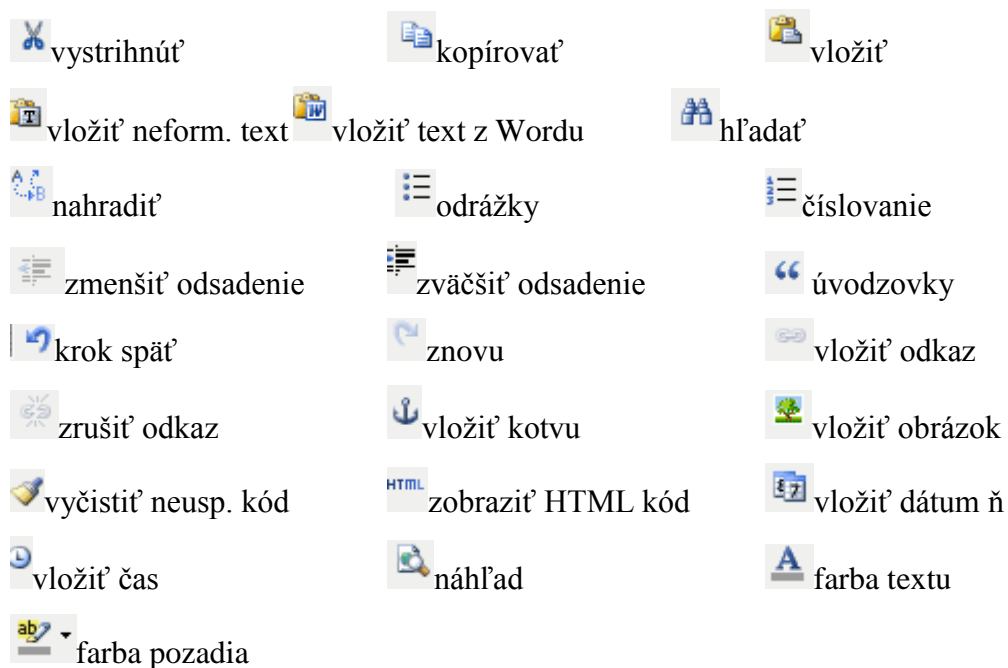 vystrihnúť kopírovať vložiť
vložiť neform. text vložiť text z Wordu hľadať
nahradiť odrážky číslovanie
zmenšiť odsadenie zväčšiť odsadenie úvodzovky
krok späť znovu vložiť odkaz
zrušiť odkaz vložiť kotvu vložiť obrázok
vyčistiť neusp. kód HTML zobraziť HTML kód vložiť dátum ň
vložiť čas náhľad farba textu
farba pozadia